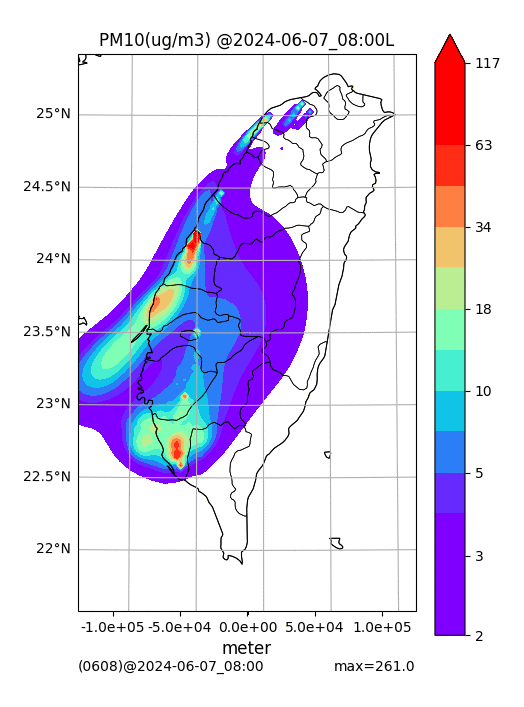 PM10(ug/m3) @2024-06-07_08:00L
117
63
34
18
10
5
3
2
25°N
24.5°N
24°N
23.5°N
23°N
22.5°N
22°N
-1.0e+05 -5.0e+04 0.0e+00 5.0e+04 1.0e+05
meter
(0608)@2024-06-07_08:00 max=261.0